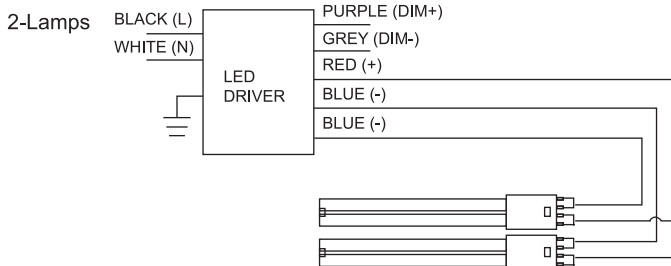 2-Lamps
BLACK (L)
WHITE (N)
LED
DRIVER
PURPLE (DIM+)
GREY (DIM-)
RED (+)
BLUE (-)
BLUE (-)